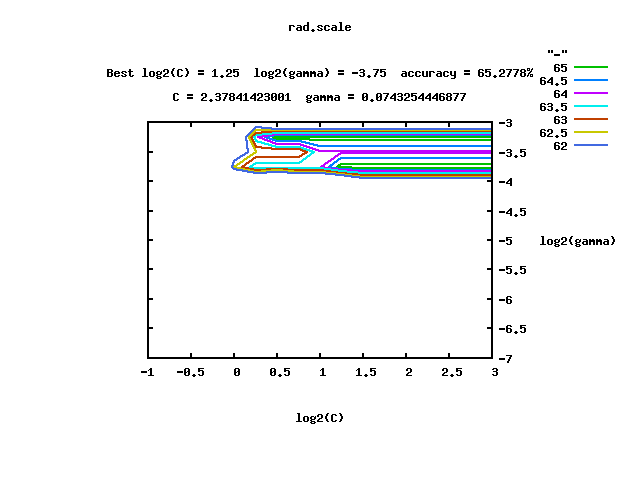 rad.scale
"_"
Best log2(C) = 1.25 log2(gamma) = -3.75 accuracy = 65.2778%
C = 2.37841423001 gamma = 0.0743254446877
65
64.5
64
63.5
63
62.5
62
-3
-3.5
-4
-4.5
-5
-5.5
-6
-6.5
-7
log2(gamma)
-1 -0.5 0 0.5 1 1.5 2 2.5 3
log2(C)